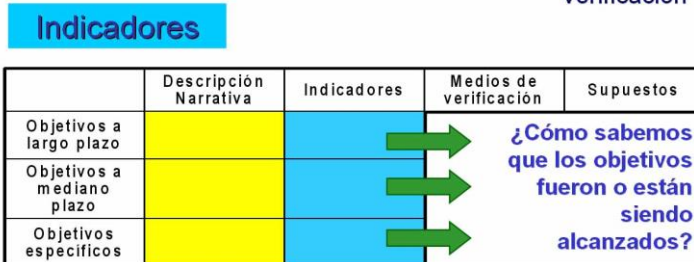 verificación
Indicadores
Descripción
Narrativa
Indicadores
Medios de
verificación
Supuestos
Objetivos a
largo plazo
Objetivos a
mediano
plazo
Objetivos
específicos
¿Cómo sabemos
que los objetivos
fueron o están
siendo
alcanzados?